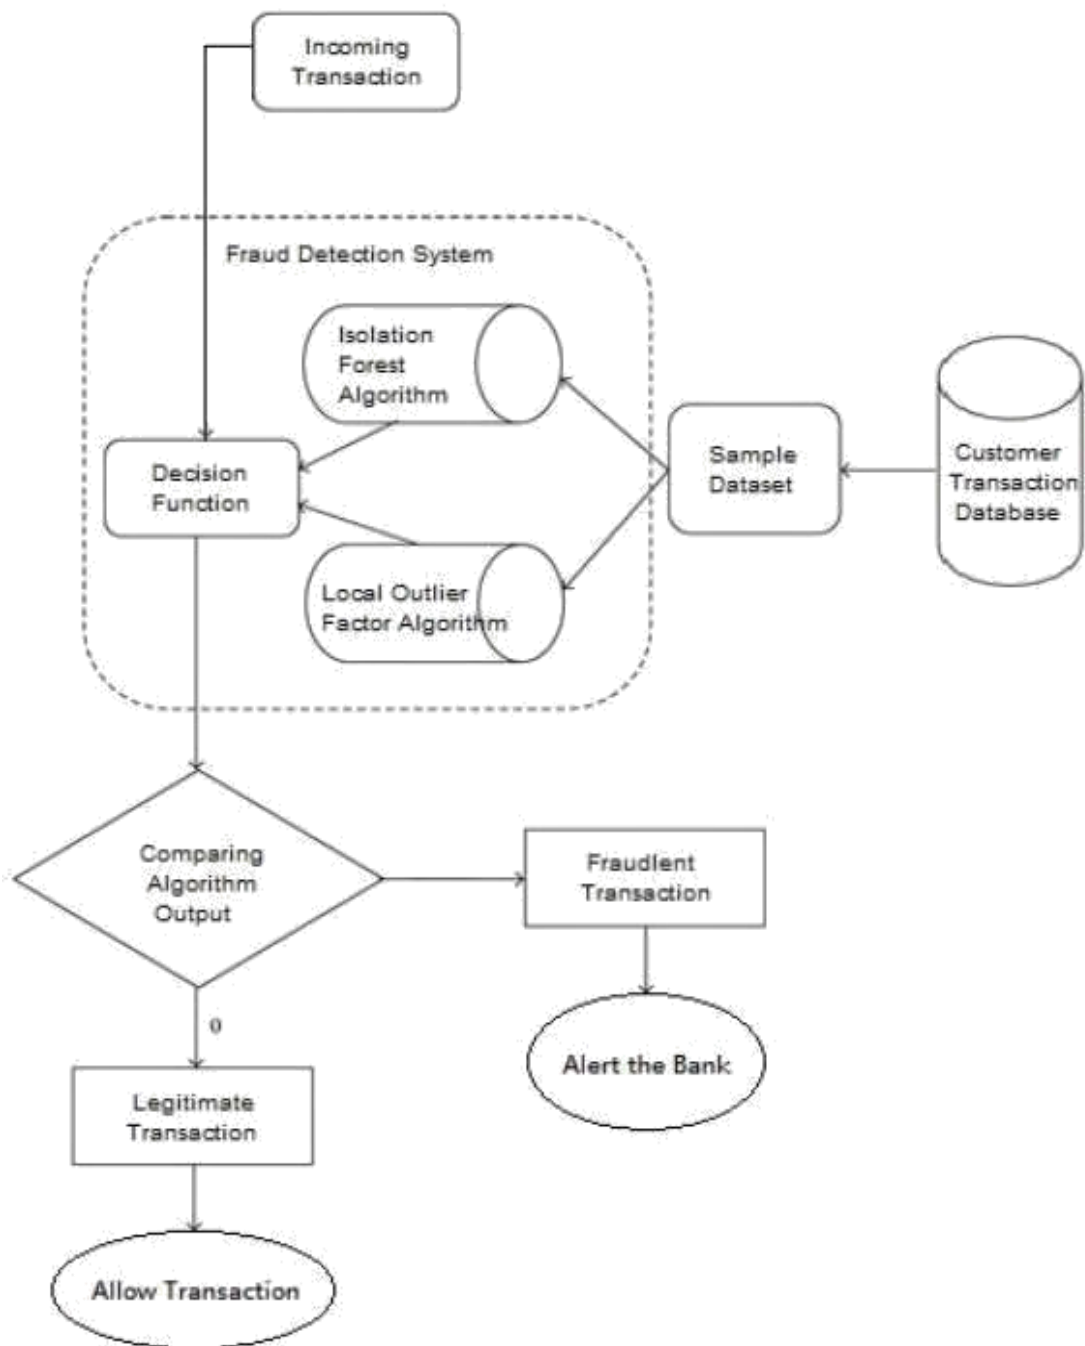 Incoming
Transaction
Fraud Detection System
Isolation
Forest
Algorithm
Decision
Function
Sample
Dataset
Customer
Transaction
Database
Local Outlier
Factor Algorithm
Comparing
Algorithm
Output
Fraudlent
Transaction
0
Alert the Bank
Legitimate
Transaction
Allow Transaction